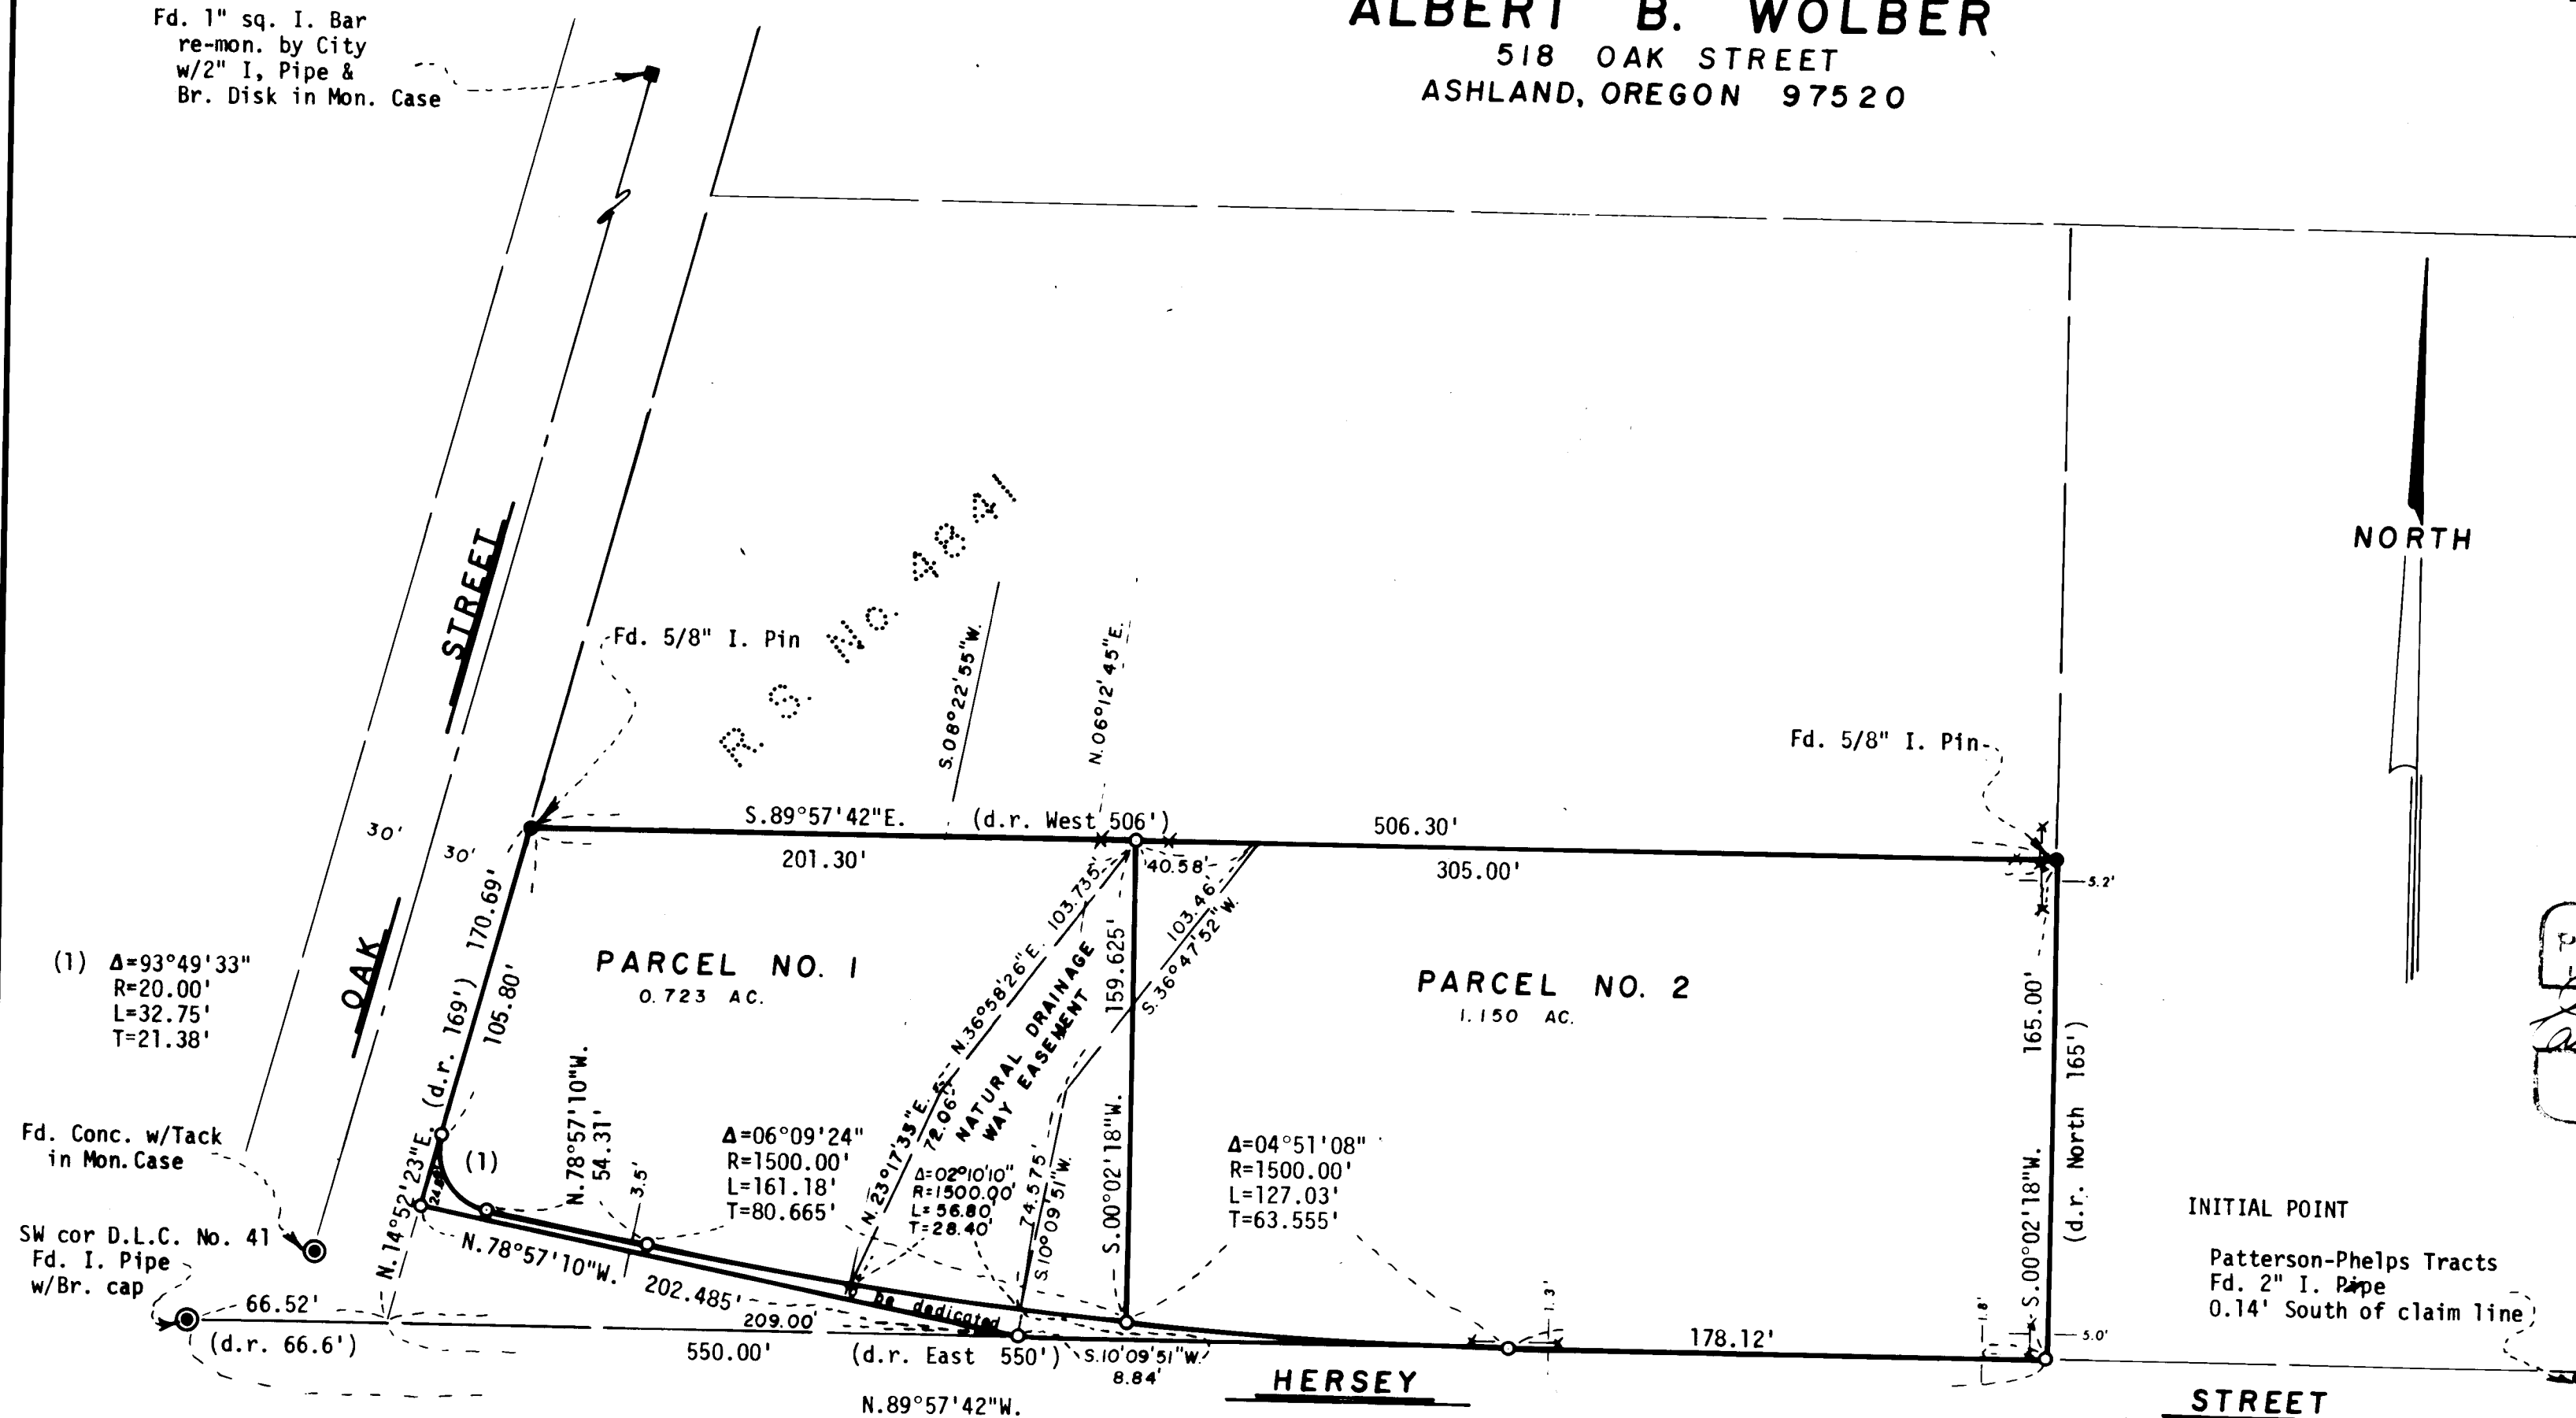 ALBERT B. WOLBER
518 OAK STREET
ASHLAND, OREGON 97520
Fd. 1" sq. I. Bar
re-mon. by City
w/2" I, Pipe &
Br. Disk in Mon. Case
NORTH
STREET
OAK
30'
30'
R. S. No. 4841
Fd. 5/8" I. Pin
Fd. 5/8" I. Pin
S.08°22'55"W.
N.06°12'45"E.
S.89°57'42"E.
(d.r. West 506')
506.30'
201.30'
40.58'
305.00'
5.2'
170.69'
(d.r. 169')
105.80'
PARCEL NO. 1
0.723 AC.
PARCEL NO. 2
1.150 AC.
N.36°58'26"E. 103.735'
103.46'
S.36°47'52"W.
159.625'
S.00°02'18"W.
NATURAL DRAINAGE
WAY EASEMENT
165.00'
S.00°02'18"W.
(d.r. North 165')
(1) Δ=93°49'33"
R=20.00'
L=32.75'
T=21.38'
(1)
N.78°57'10"W.
54.31'
3.5'
Δ=06°09'24"
R=1500.00'
L=161.18'
T=80.665'
N.23°17'33"E.
72.06'
Δ=02°10'10"
R=1500.00'
L=56.80'
T=28.40'
74.575'
S.10°09'51"W.
Δ=04°51'08"
R=1500.00'
L=127.03'
T=63.555'
Fd. Conc. w/Tack
in Mon. Case
SW cor D.L.C. No. 41
Fd. I. Pipe
w/Br. cap
N.14°52'23"E.
N.78°57'10"W.
202.485'
to be dedicated
66.52'
(d.r. 66.6')
209.00'
550.00'
(d.r. East 550')
S.10°09'51"W.
8.84'
1.3'
178.12'
1.8'
5.0'
N.89°57'42"W.
HERSEY
STREET
INITIAL POINT
Patterson-Phelps Tracts
Fd. 2" I. Pipe
0.14' South of claim line